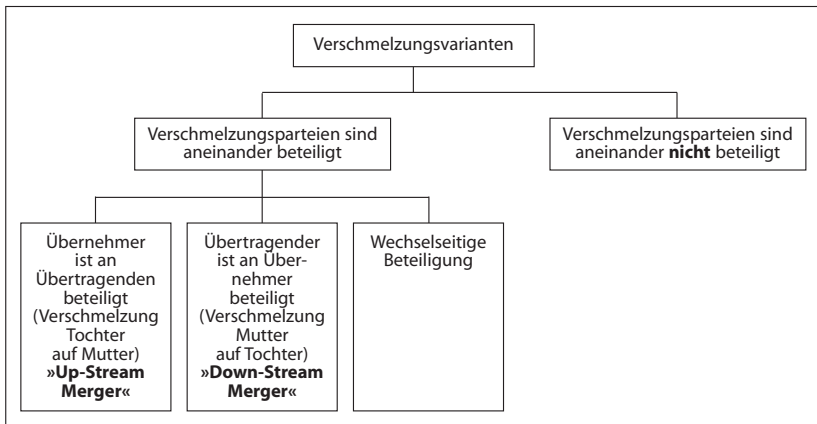 Verschmelzungsvarianten
Verschmelzungsparteien sind
aneinander beteiligt
Verschmelzungsparteien sind
aneinander nicht beteiligt
Übernehmer
ist an
Übertragenden
beteiligt
(Verschmelzung
Tochter
auf Mutter)
»Up-Stream
Merger«
Übertragender
ist an Über-
nehmer
beteiligt
(Verschmelzung
Mutter
auf Tochter)
»Down-Stream
Merger«
Wechselseitige
Beteiligung